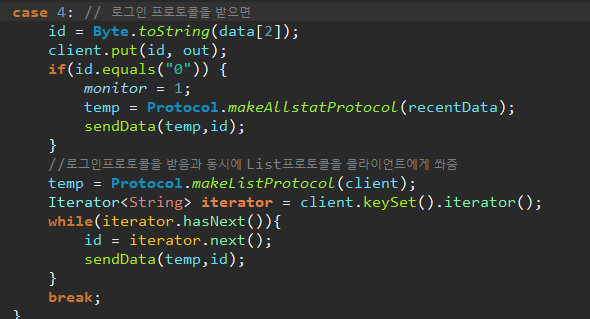 case 4: // 로그인 프로토콜을 받으면
id = Byte.toString(data[2]);
client.put(id, out);
if(id.equals("0")) {
monitor = 1;
temp = Protocol.makeAllstatProtocol(recentData);
sendData(temp,id);
}
//로그인프로토콜을 받음과 동시에 List프로토콜을 클라이언트에게 쏴줌
temp = Protocol.makeListProtocol(client);
Iterator<String> iterator = client.keySet().iterator();
while(iterator.hasNext()){
id = iterator.next();
sendData(temp,id);
}
break;
}